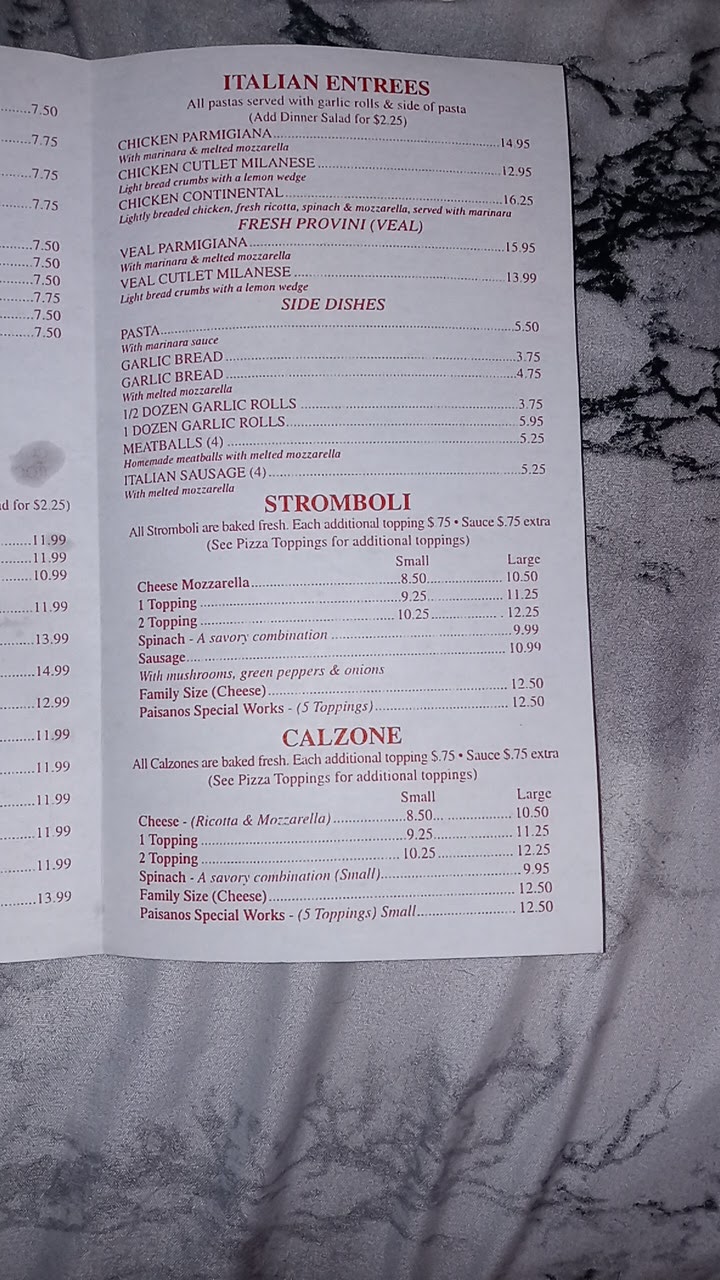 ......7.50
......7.75
......7.75
......7.75
......7.50
......7.50
......7.50
......7.75
......7.50
......7.50
d for $2.25)
......11.99
......11.99
......10.99
......11.99
......13.99
......14.99
......12.99
......11.99
......11.99
......11.99
......11.99
......11.99
......13.99
ITALIAN ENTREES
All pastas served with garlic rolls & side of pasta
(Add Dinner Salad for $2.25)
CHICKEN PARMIGIANA......14.95
With marinara & melted mozzarella
CHICKEN CUTLET MILANESE......12.95
Light bread crumbs with a lemon wedge
CHICKEN CONTINENTAL......16.25
Lightly breaded chicken, fresh ricotta, spinach & mozzarella, served with marinara
FRESH PROVINI (VEAL)
VEAL PARMIGIANA......15.95
With marinara & melted mozzarella
VEAL CUTLET MILANESE......13.99
Light bread crumbs with a lemon wedge
SIDE DISHES
PASTA......5.50
With marinara sauce
GARLIC BREAD......3.75
GARLIC BREAD......4.75
With melted mozzarella
1/2 DOZEN GARLIC ROLLS......3.75
1 DOZEN GARLIC ROLLS......5.95
MEATBALLS (4)......5.25
Homemade meatballs with melted mozzarella
ITALIAN SAUSAGE (4)......5.25
With melted mozzarella
STROMBOLI
All Stromboli are baked fresh. Each additional topping $.75 • Sauce $.75 extra
(See Pizza Toppings for additional toppings)
Small Large
Cheese Mozzarella......8.50......10.50
1 Topping......9.25......11.25
2 Topping......10.25......12.25
Spinach - A savory combination......9.99
Sausage......10.99
With mushrooms, green peppers & onions
Family Size (Cheese)......12.50
Paisanos Special Works - (5 Toppings)......12.50
CALZONE
All Calzones are baked fresh. Each additional topping $.75 • Sauce $.75 extra
(See Pizza Toppings for additional toppings)
Small Large
Cheese - (Ricotta & Mozzarella)......8.50......10.50
1 Topping......9.25......11.25
2 Topping......10.25......12.25
Spinach - A savory combination (Small)......9.95
Family Size (Cheese)......12.50
Paisanos Special Works - (5 Toppings) Small......12.50